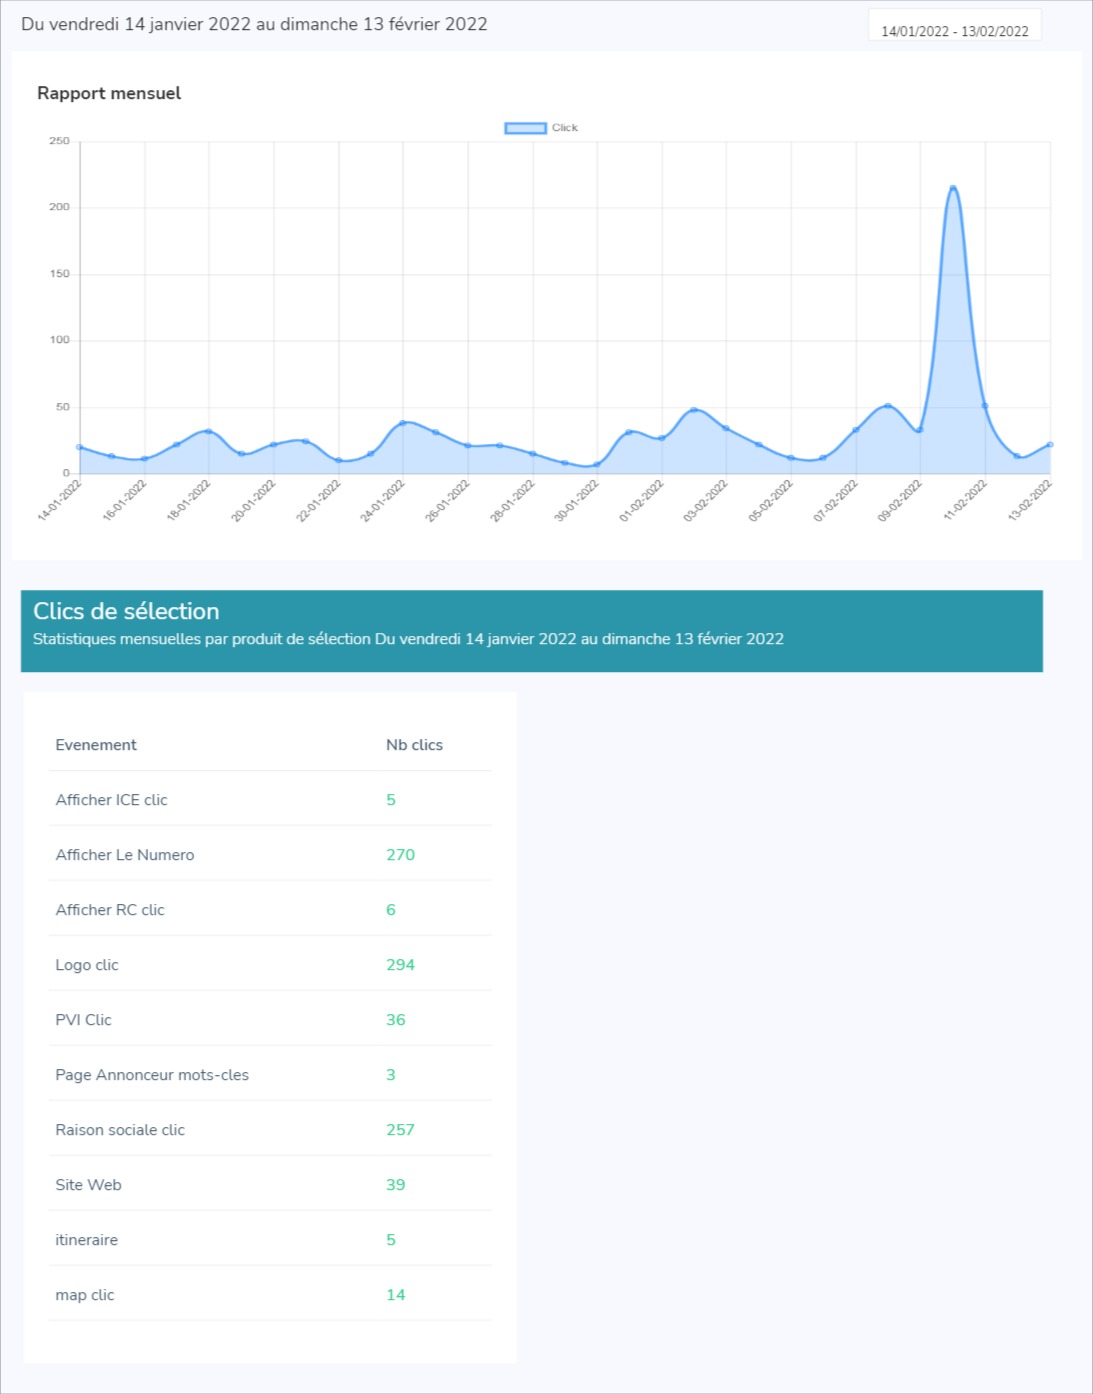 Du vendredi 14 janvier 2022 au dimanche 13 février 2022
14/01/2022 - 13/02/2022
Rapport mensuel
Click
250
200
150
100
50
0
14-01-2022
16-01-2022
18-01-2022
20-01-2022
22-01-2022
24-01-2022
26-01-2022
28-01-2022
30-01-2022
01-02-2022
03-02-2022
05-02-2022
07-02-2022
09-02-2022
11-02-2022
13-02-2022
Clics de sélection
Statistiques mensuelles par produit de sélection Du vendredi 14 janvier 2022 au dimanche 13 février 2022
Evenement Nb clics
Afficher ICE clic 5
Afficher Le Numero 270
Afficher RC clic 6
Logo clic 294
PVI Clic 36
Page Annonceur mots-cles 3
Raison sociale clic 257
Site Web 39
itineraire 5
map clic 14